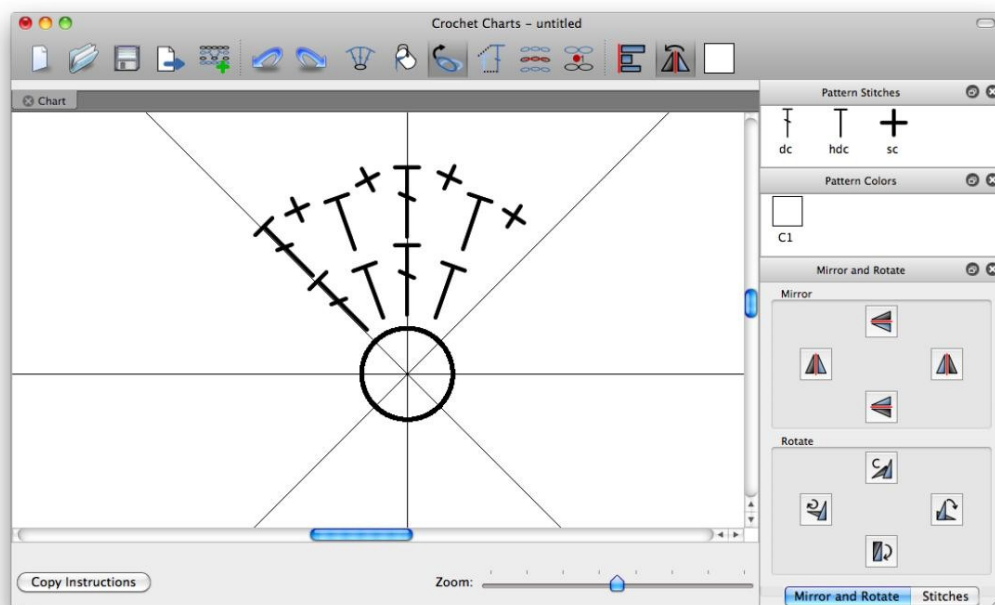 Crochet Charts – untitled
Chart
Pattern Stitches
dc hdc sc
Pattern Colors
C1
Mirror and Rotate
Mirror
Rotate
Copy Instructions
Zoom:
Mirror and Rotate Stitches